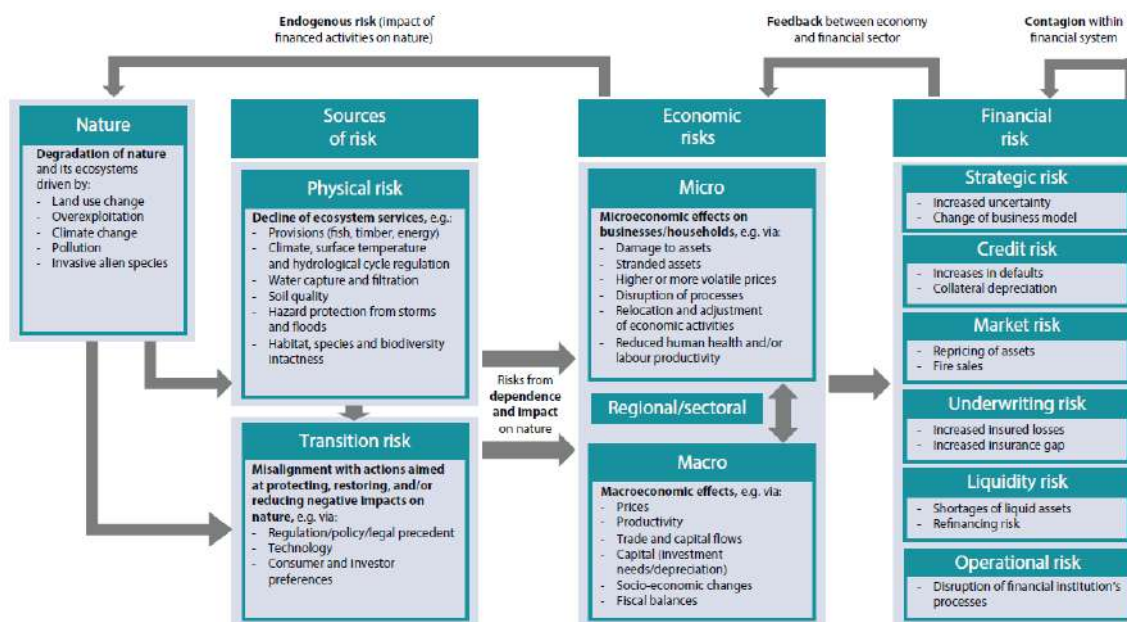 Endogenous risk (impact of
financed activities on nature)
Feedback between economy
and financial sector
Contagion within
financial system
Nature
Degradation of nature
and its ecosystems
driven by:
- Land use change
- Overexploitation
- Climate change
- Pollution
- Invasive alien species
Sources
of risk
Physical risk
Decline of ecosystem services, e.g.:
- Provisions (fish, timber, energy)
- Climate, surface temperature
and hydrological cycle regulation
- Water capture and filtration
- Soil quality
- Hazard protection from storms
and floods
- Habitat, species and biodiversity
intactness
Transition risk
Misalignment with actions aimed
at protecting, restoring, and/or
reducing negative impacts on
nature, e.g. via:
- Regulation/policy/legal precedent
- Technology
- Consumer and investor
preferences
Risks from
dependence
and impact
on nature
Economic
risks
Micro
Microeconomic effects on
businesses/households, e.g. via:
- Damage to assets
- Stranded assets
- Higher or more volatile prices
- Disruption of processes
- Relocation and adjustment
of economic activities
- Reduced human health and/or
labour productivity
Regional/sectoral
Macro
Macroeconomic effects, e.g. via:
- Prices
- Productivity
- Trade and capital flows
- Capital (investment
needs/depreciation)
- Socio-economic changes
- Fiscal balances
Financial
risk
Strategic risk
- Increased uncertainty
- Change of business model
Credit risk
- Increases in defaults
- Collateral depreciation
Market risk
- Repricing of assets
- Fire sales
Underwriting risk
- Increased insured losses
- Increased insurance gap
Liquidity risk
- Shortages of liquid assets
- Refinancing risk
Operational risk
- Disruption of financial institution's
processes